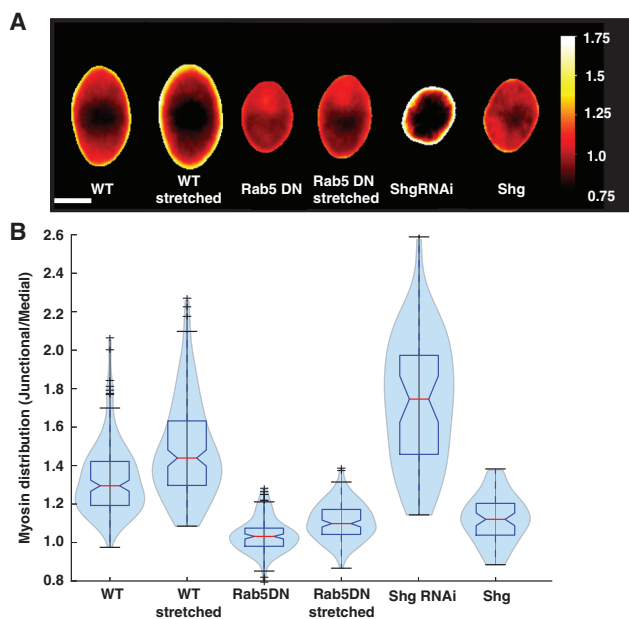 A
1.75
1.5
1.25
1.0
0.75
WT
WT
stretched
Rab5 DN
Rab5 DN
stretched
ShgRNAi
Shg
B
Myosin distribution (Junctional/Medial)
2.6
2.4
2.2
2.0
1.8
1.6
1.4
1.2
1.0
0.8
WT
WT
stretched
Rab5DN
Rab5DN
stretched
Shg RNAi
Shg